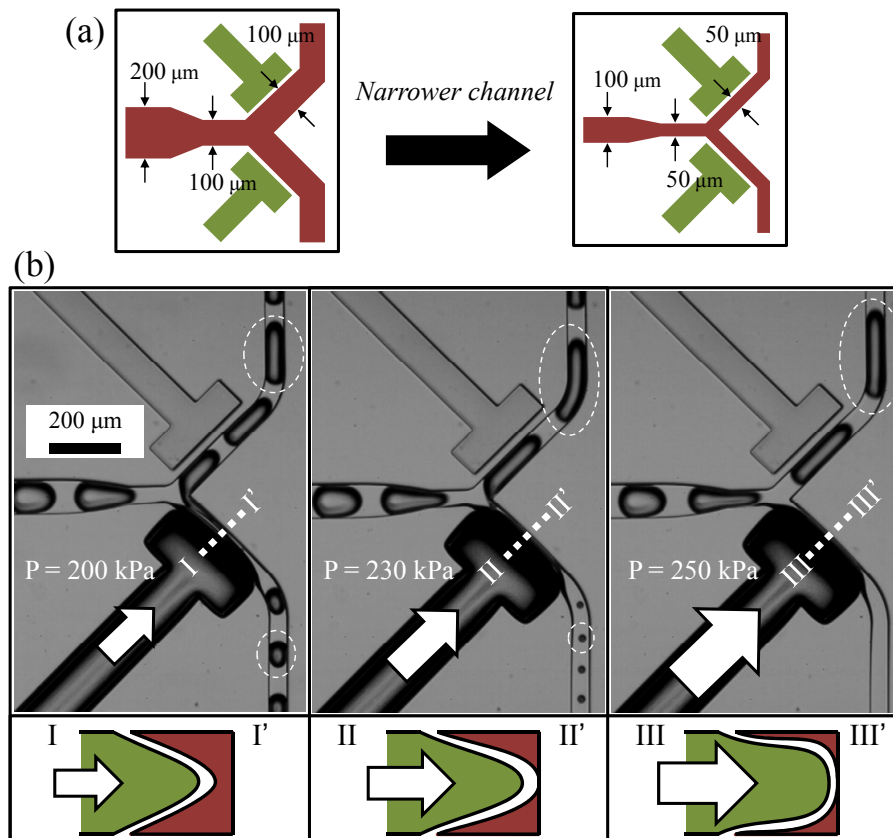 (a)
100 μm
200 μm
100 μm
Narrower channel
50 μm
100 μm
50 μm
(b)
200 μm
I
I'
P = 200 kPa
II
II'
P = 230 kPa
III
III'
P = 250 kPa
I
I'
II
II'
III
III'